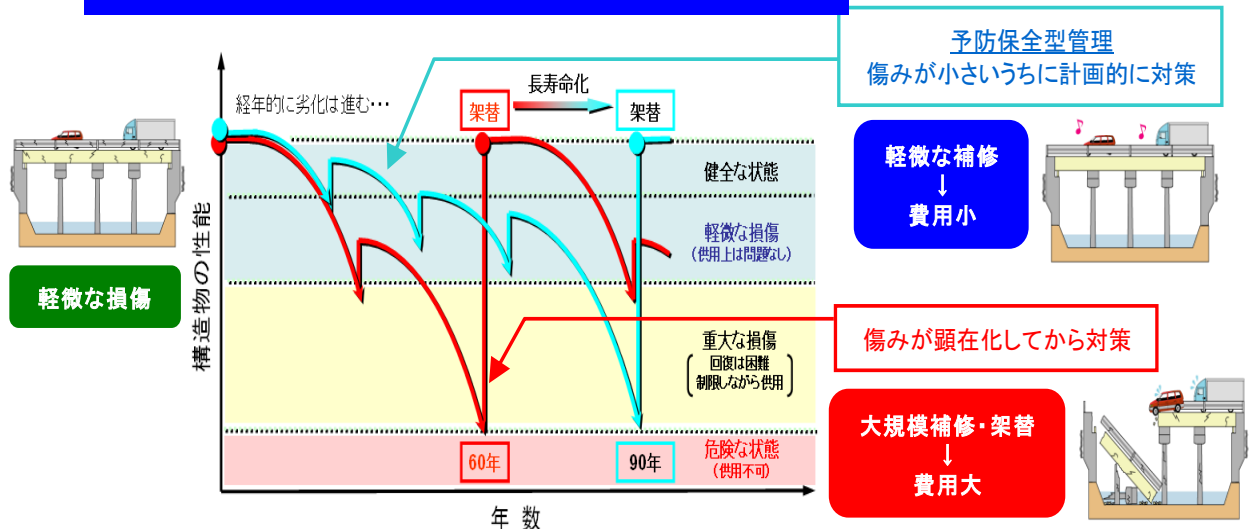 予防保全型管理
傷みが小さいうちに計画的に対策
長寿命化
経年的に劣化は進む…
架替
架替
健全な状態
軽微な補修
↓
費用小
軽微な損傷
(供用上は問題なし)
構造物の性能
軽微な損傷
傷みが顕在化してから対策
重大な損傷
回復は困難
制限しながら供用
大規模補修・架替
↓
費用大
危険な状態
(供用不可)
60年
90年
年 数